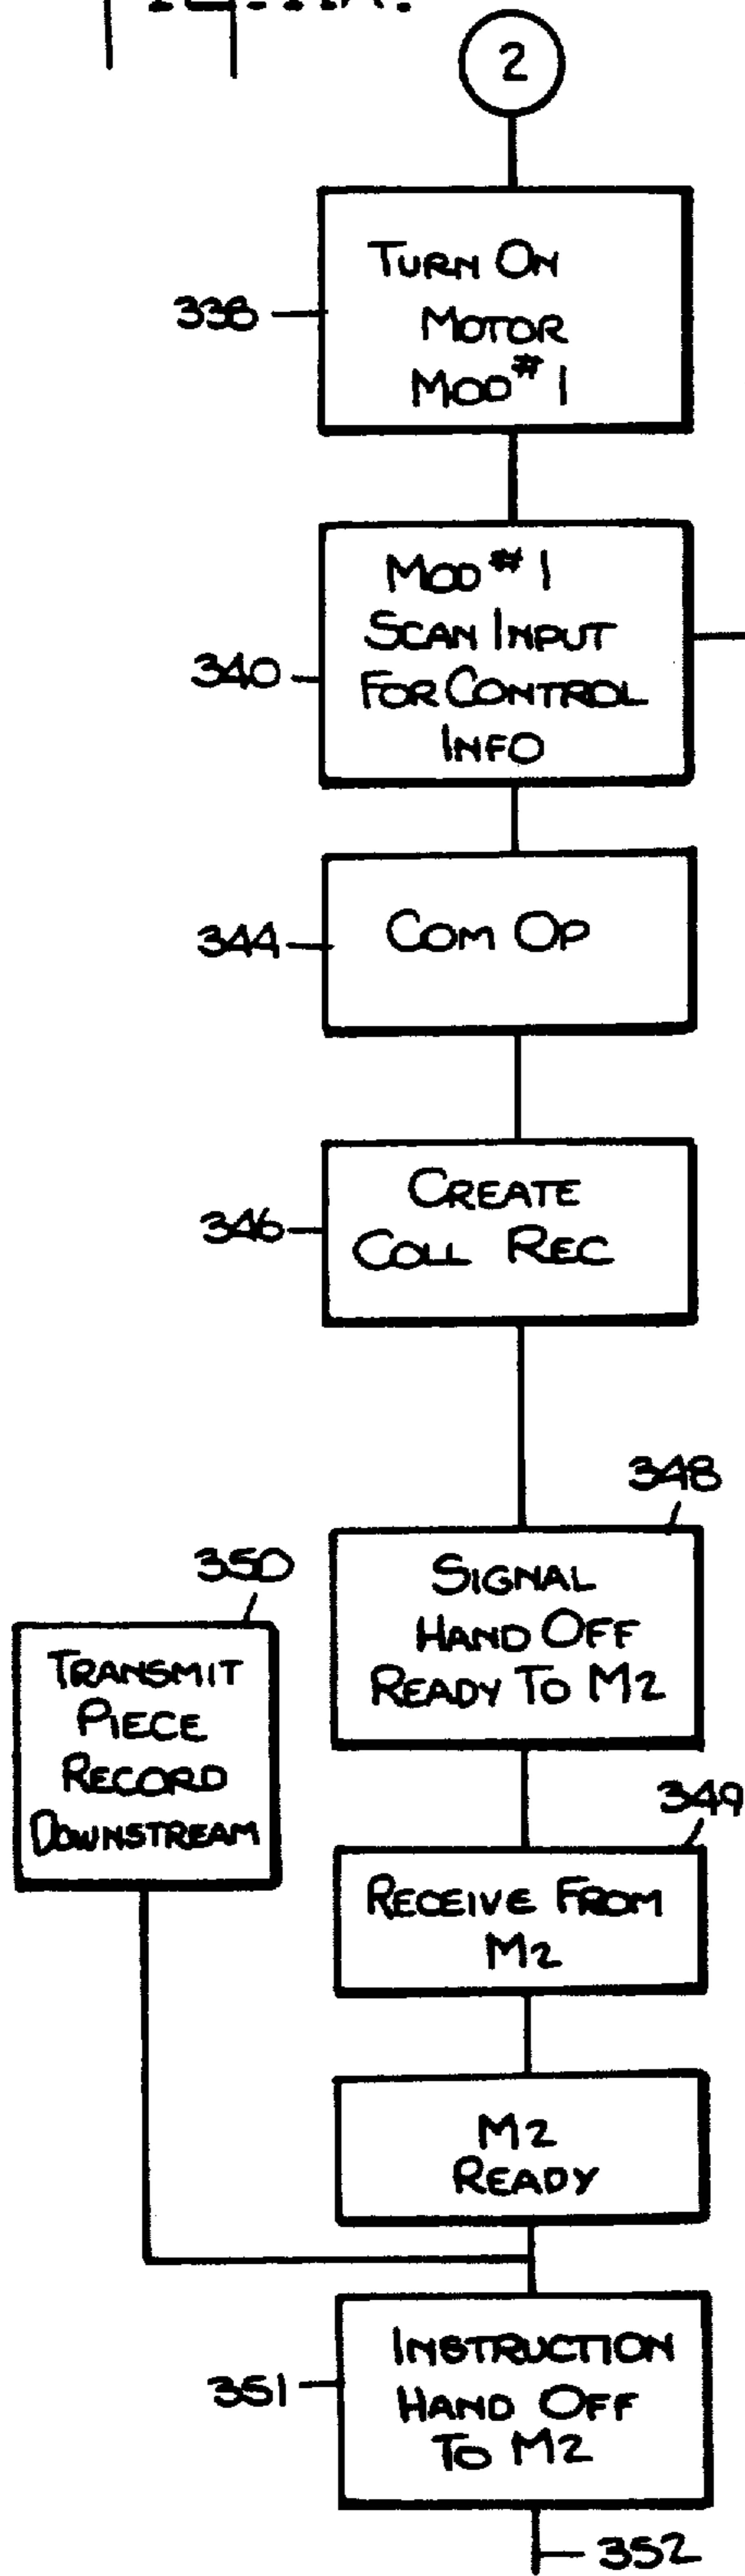 2
TURN ON
MOTOR
MOD #1
338
MOD #1
SCAN INPUT
FOR CONTROL
INFO
340
COM OP
344
CREATE
COLL REC
346
348
SIGNAL
HAND OFF
READY TO M2
350
TRANSMIT
PIECE
RECORD
DOWNSTREAM
349
RECEIVE FROM
M2
M2
READY
INSTRUCTION
HAND OFF
TO M2
351
352